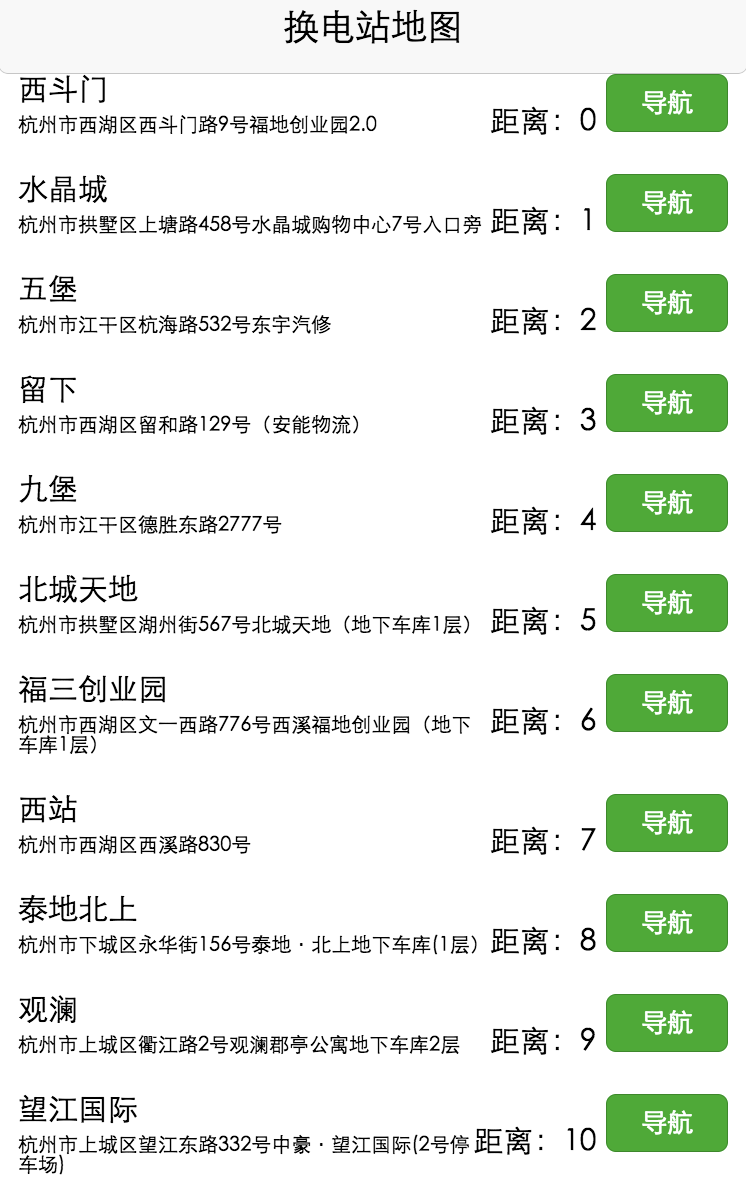 换电站地图
西斗门
杭州市西湖区西斗门路9号福地创业园2.0
距离：0
导航
水晶城
杭州市拱墅区上塘路458号水晶城购物中心7号入口旁
距离：1
导航
五堡
杭州市江干区杭海路532号东宇汽修
距离：2
导航
留下
杭州市西湖区留和路129号（安能物流）
距离：3
导航
九堡
杭州市江干区德胜东路2777号
距离：4
导航
北城天地
杭州市拱墅区湖州街567号北城天地（地下车库1层）
距离：5
导航
福三创业园
杭州市西湖区文一西路776号西溪福地创业园（地下
车库1层）
距离：6
导航
西站
杭州市西湖区西溪路830号
距离：7
导航
泰地北上
杭州市下城区永华街156号泰地·北上地下车库(1层）
距离：8
导航
观澜
杭州市上城区衢江路2号观澜郡亭公寓地下车库2层
距离：9
导航
望江国际
杭州市上城区望江东路332号中豪·望江国际(2号停
车场)
距离：10
导航